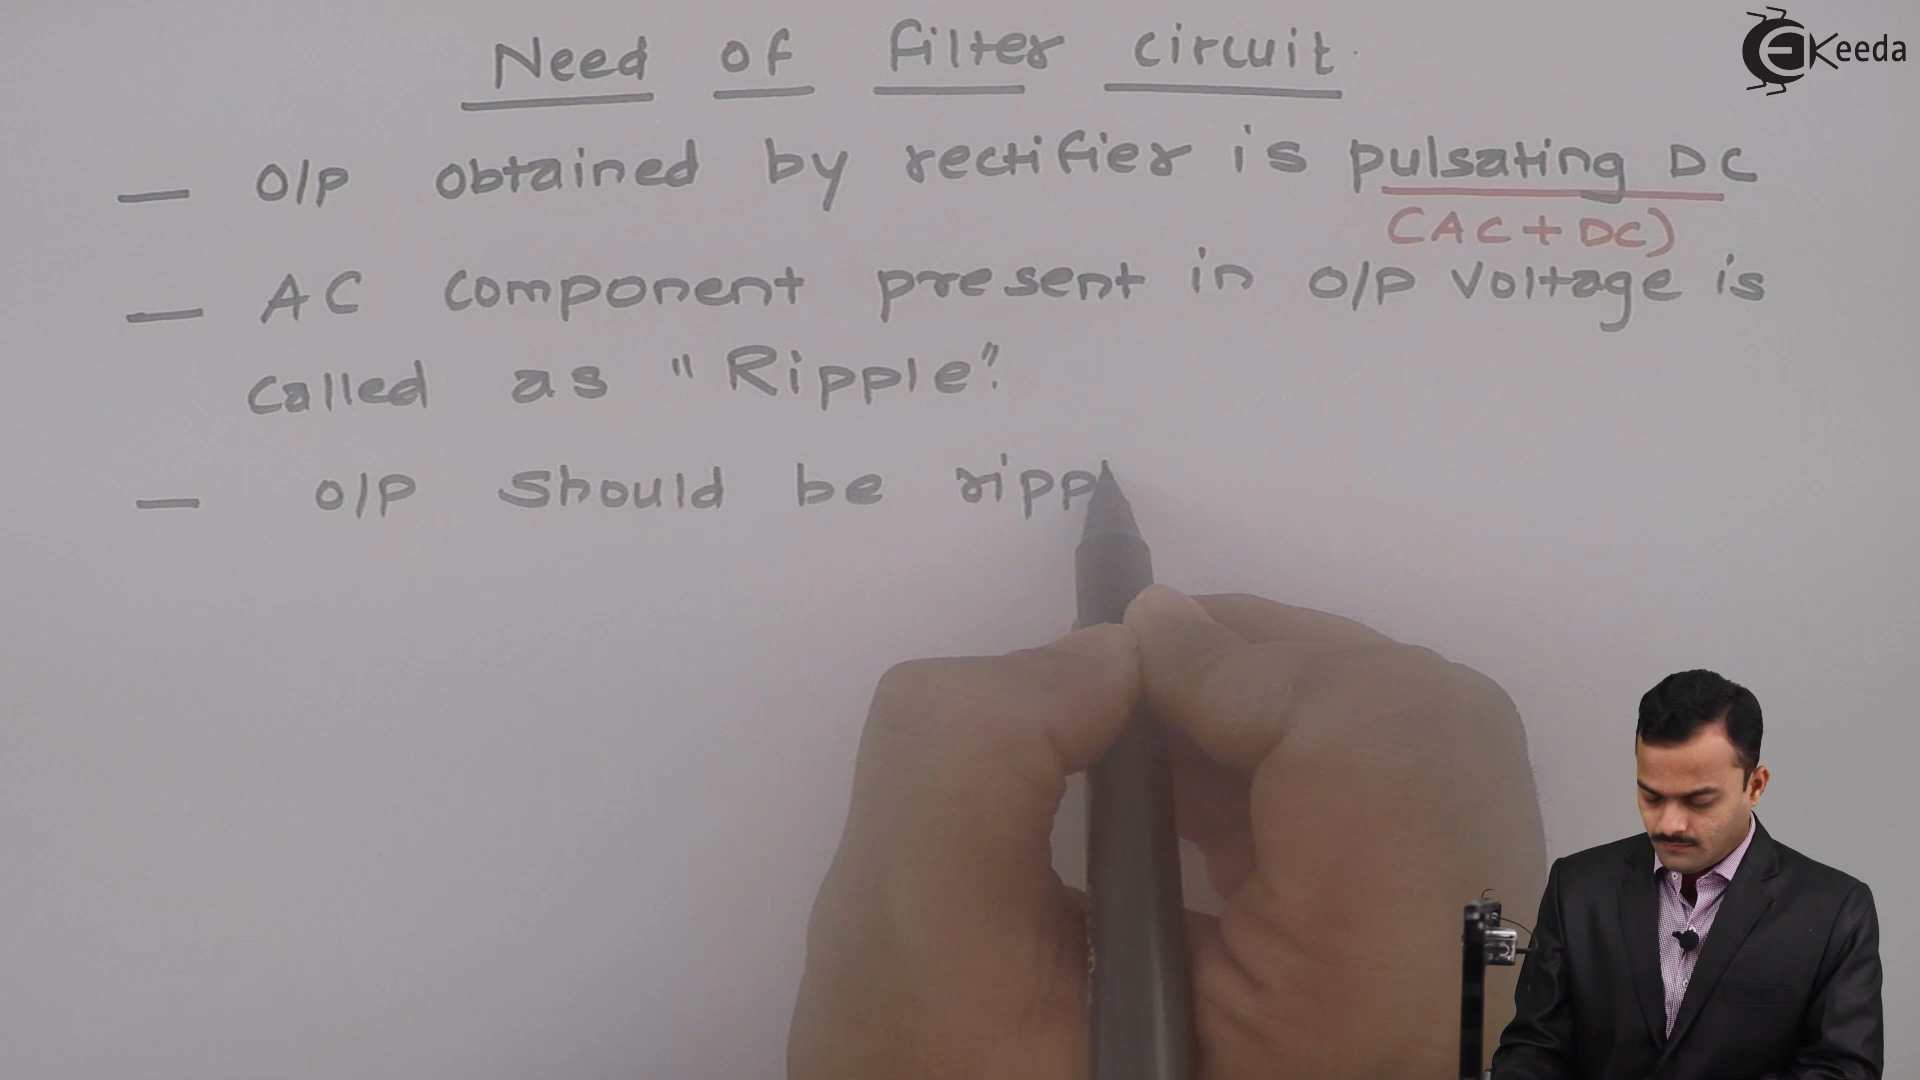 Need of filter circuit.
Keeda
— O/P obtained by rectifier is pulsating DC
(AC + DC)
— AC component present in O/P Voltage is
called as "Ripple".
— O/P should be ripp